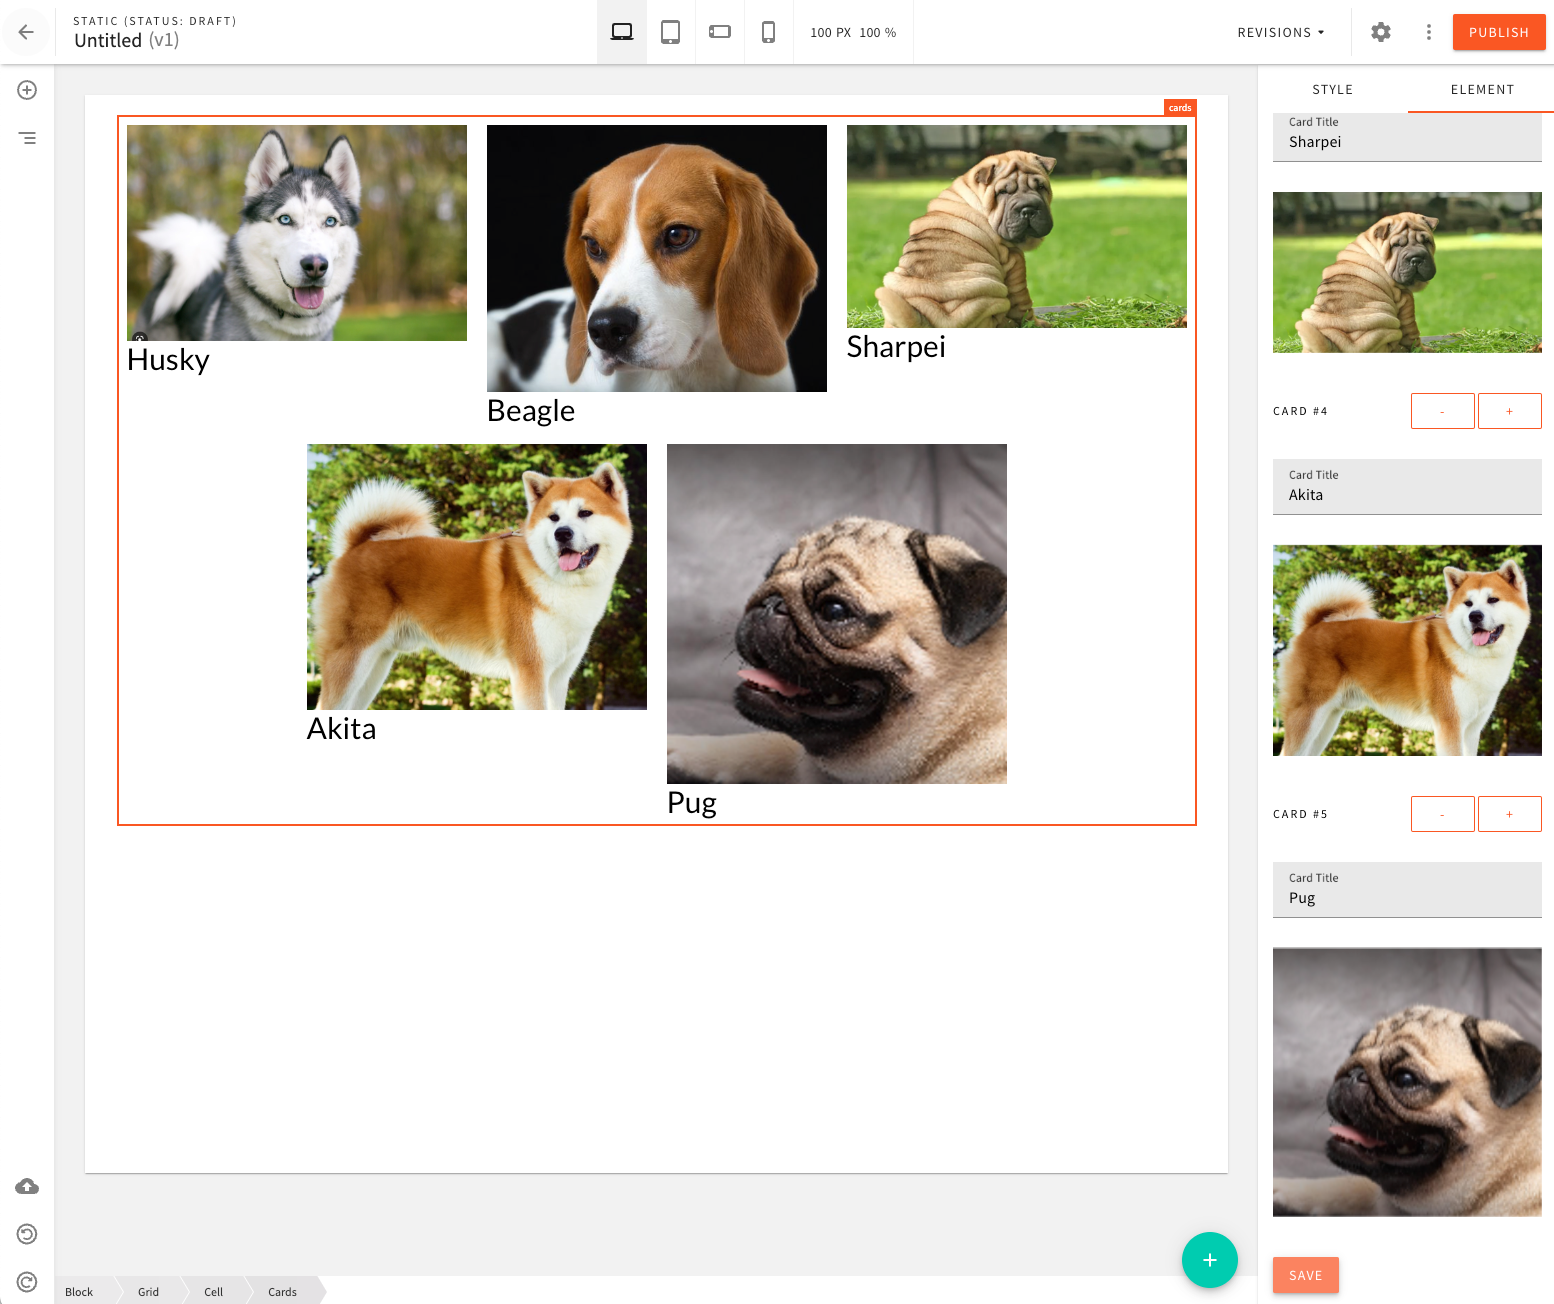 STATIC (STATUS: DRAFT)
Untitled (v1)
100 PX 100 %
REVISIONS
PUBLISH
STYLE
ELEMENT
cards
Husky
Beagle
Sharpei
Akita
Pug
Card Title
Sharpei
CARD #4
-
+
Card Title
Akita
CARD #5
-
+
Card Title
Pug
SAVE
+
Block
Grid
Cell
Cards